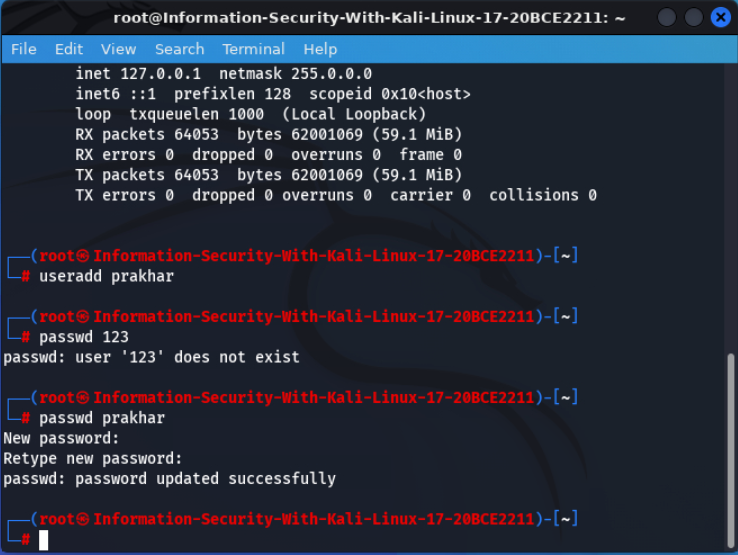 root@Information-Security-With-Kali-Linux-17-20BCE2211: ~
File Edit View Search Terminal Help
inet 127.0.0.1 netmask 255.0.0.0
inet6 ::1 prefixlen 128 scopeid 0x10<host>
loop txqueuelen 1000 (Local Loopback)
RX packets 64053 bytes 62001069 (59.1 MiB)
RX errors 0 dropped 0 overruns 0 frame 0
TX packets 64053 bytes 62001069 (59.1 MiB)
TX errors 0 dropped 0 overruns 0 carrier 0 collisions 0
┌──(root㉿Information-Security-With-Kali-Linux-17-20BCE2211)-[~]
└─# useradd prakhar
┌──(root㉿Information-Security-With-Kali-Linux-17-20BCE2211)-[~]
└─# passwd 123
passwd: user '123' does not exist
┌──(root㉿Information-Security-With-Kali-Linux-17-20BCE2211)-[~]
└─# passwd prakhar
New password:
Retype new password:
passwd: password updated successfully
┌──(root㉿Information-Security-With-Kali-Linux-17-20BCE2211)-[~]
└─#